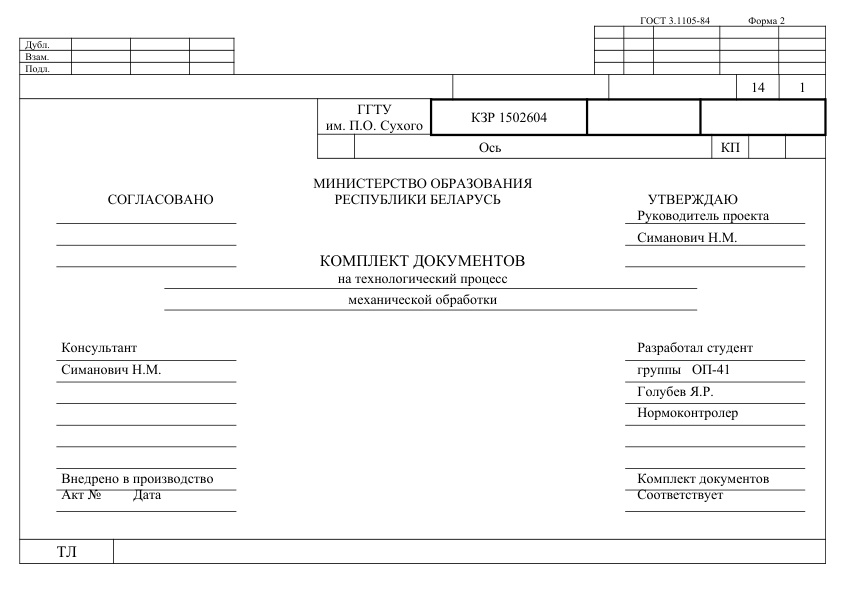 ГОСТ 3.1105-84 Форма 2
Дубл.
Взам.
Подл.
14 1
ГГТУ
им. П.О. Сухого
КЗР 1502604
Ось КП
МИНИСТЕРСТВО ОБРАЗОВАНИЯ
РЕСПУБЛИКИ БЕЛАРУСЬ
СОГЛАСОВАНО
УТВЕРЖДАЮ
Руководитель проекта
Симанович Н.М.
КОМПЛЕКТ ДОКУМЕНТОВ
на технологический процесс
механической обработки
Консультант
Симанович Н.М.
Разработал студент
группы ОП-41
Голубев Я.Р.
Нормоконтролер
Внедрено в производство
Акт № Дата
Комплект документов
Соответствует
ТЛ